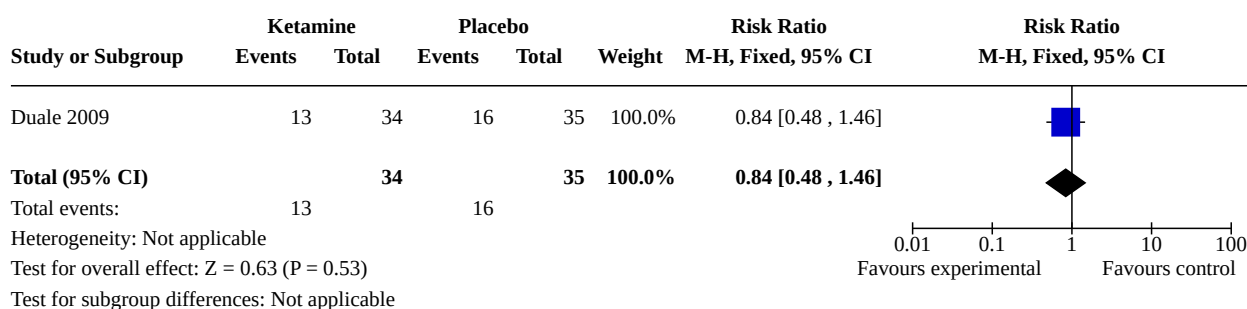 Ketamine Placebo Risk Ratio Risk Ratio
Study or Subgroup Events Total Events Total Weight M-H, Fixed, 95% CI M-H, Fixed, 95% CI
Duale 2009 13 34 16 35 100.0% 0.84 [0.48 , 1.46]
Total (95% CI) 34 35 100.0% 0.84 [0.48 , 1.46]
Total events: 13 16
Heterogeneity: Not applicable
0.01 0.1 1 10 100
Test for overall effect: Z = 0.63 (P = 0.53)
Favours experimental Favours control
Test for subgroup differences: Not applicable